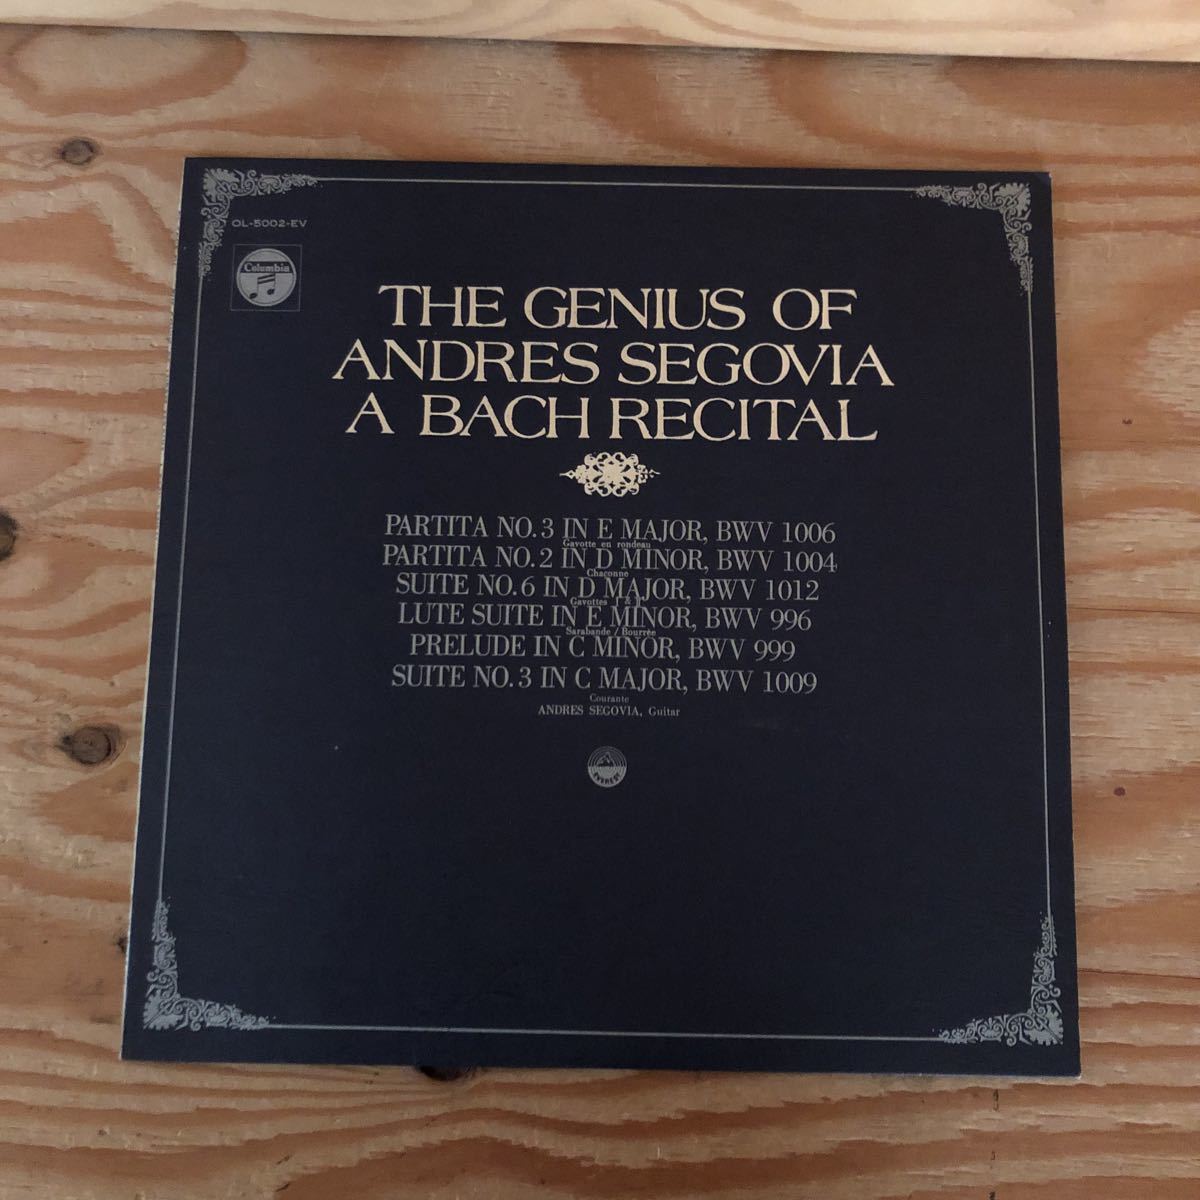 OL-5002-EV
Columbia
THE GENIUS OF
ANDRES SEGOVIA
A BACH RECITAL
PARTITA NO. 3 IN E MAJOR, BWV 1006
Gavotte en rondeau
PARTITA NO. 2 IN D MINOR, BWV 1004
Chaconne
SUITE NO. 6 IN D MAJOR, BWV 1012
Gavottes I & II
LUTE SUITE IN E MINOR, BWV 996
Sarabande / Bourrée
PRELUDE IN C MINOR, BWV 999
SUITE NO. 3 IN C MAJOR, BWV 1009
Courante
ANDRES SEGOVIA, Guitar
EVEREST